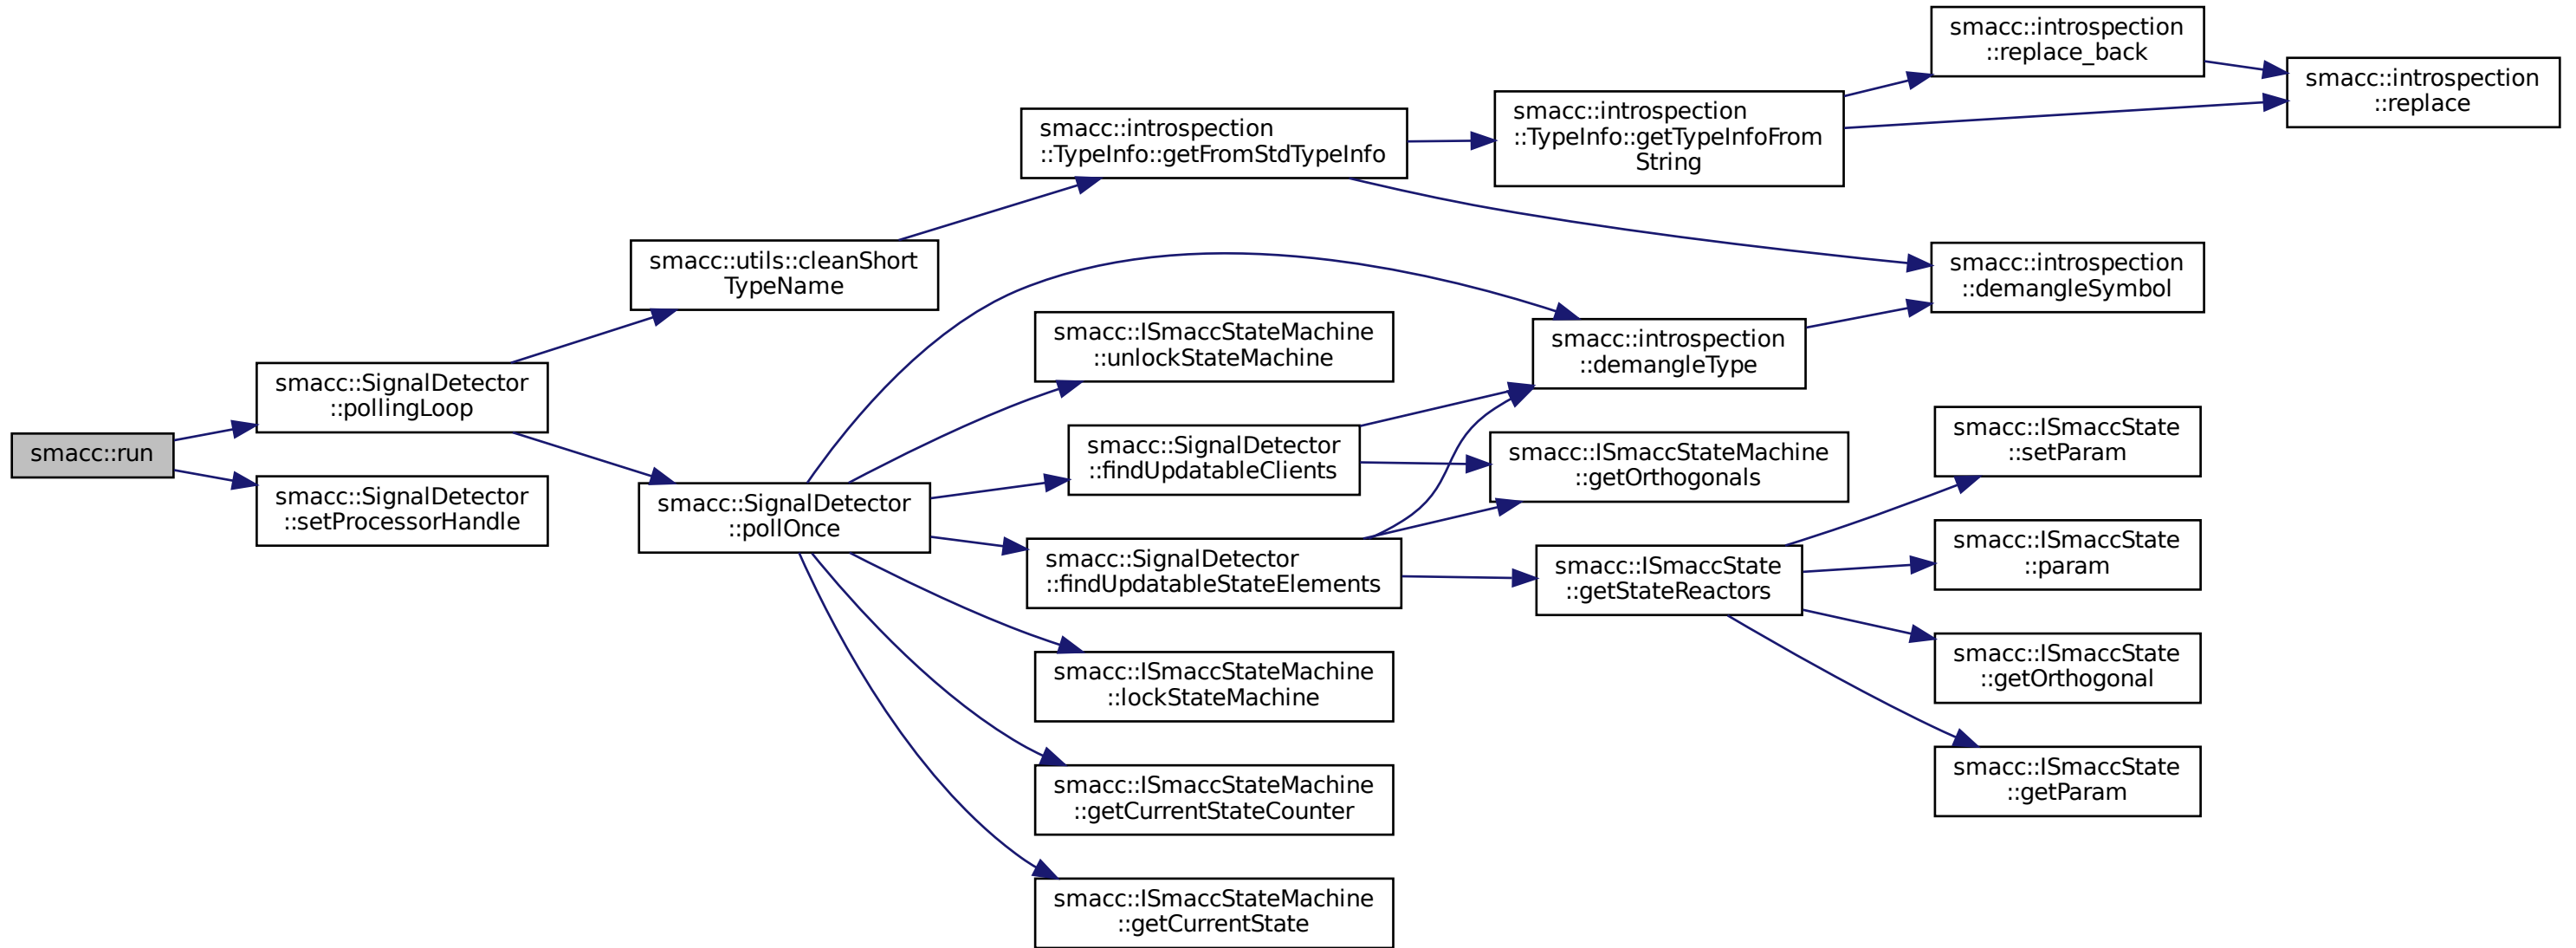 smacc::run
smacc::SignalDetector
::pollingLoop
smacc::SignalDetector
::setProcessorHandle
smacc::utils::cleanShort
TypeName
smacc::SignalDetector
::pollOnce
smacc::introspection
::TypeInfo::getFromStdTypeInfo
smacc::ISmaccStateMachine
::unlockStateMachine
smacc::SignalDetector
::findUpdatableClients
smacc::SignalDetector
::findUpdatableStateElements
smacc::ISmaccStateMachine
::lockStateMachine
smacc::ISmaccStateMachine
::getCurrentStateCounter
smacc::ISmaccStateMachine
::getCurrentState
smacc::introspection
::TypeInfo::getTypeInfoFrom
String
smacc::introspection
::demangleType
smacc::ISmaccStateMachine
::getOrthogonals
smacc::ISmaccState
::getStateReactors
smacc::introspection
::replace_back
smacc::introspection
::demangleSymbol
smacc::ISmaccState
::setParam
smacc::ISmaccState
::param
smacc::ISmaccState
::getOrthogonal
smacc::ISmaccState
::getParam
smacc::introspection
::replace